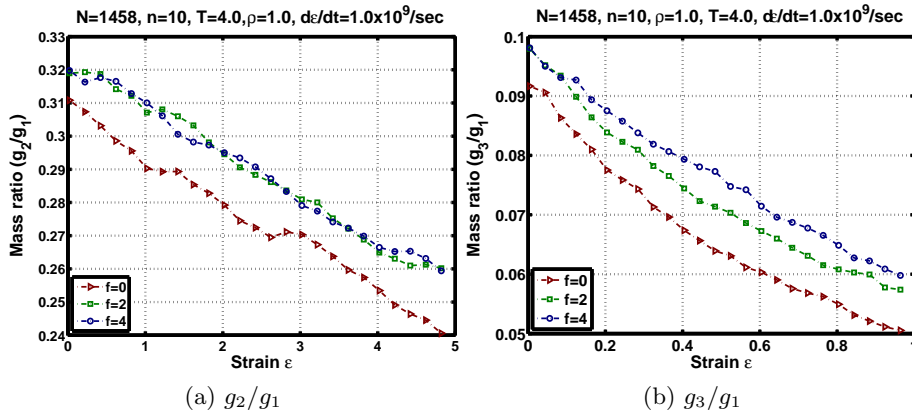 N=1458, n=10, T=4.0,ρ=1.0, dε/dt=1.0x10⁹/sec
0.33
0.32
0.31
0.3
0.29
0.28
0.27
0.26
0.25
0.24
Mass ratio (g₂/g₁)
f=0
f=2
f=4
0 1 2 3 4 5
Strain ε
(a) g₂/g₁
N=1458, n=10, ρ=1.0, T=4.0, dε/dt=1.0x10⁹/sec
0.1
0.09
0.08
0.07
0.06
0.05
Mass ratio (g₃/g₁)
f=0
f=2
f=4
0 0.2 0.4 0.6 0.8 1
Strain ε
(b) g₃/g₁